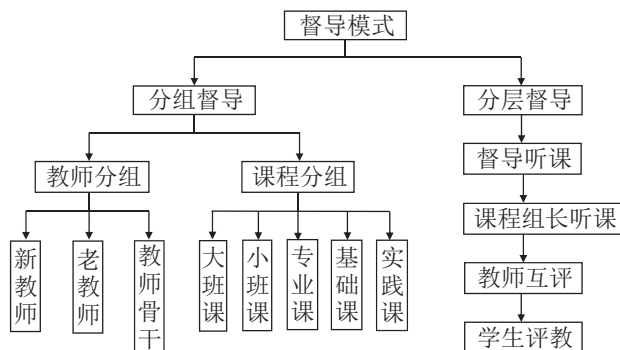 督导模式
分组督导
分层督导
教师分组
课程分组
督导听课
课程组长听课
新教师
老教师
教师骨干
大班课
小班课
专业课
基础课
实践课
教师互评
学生评教